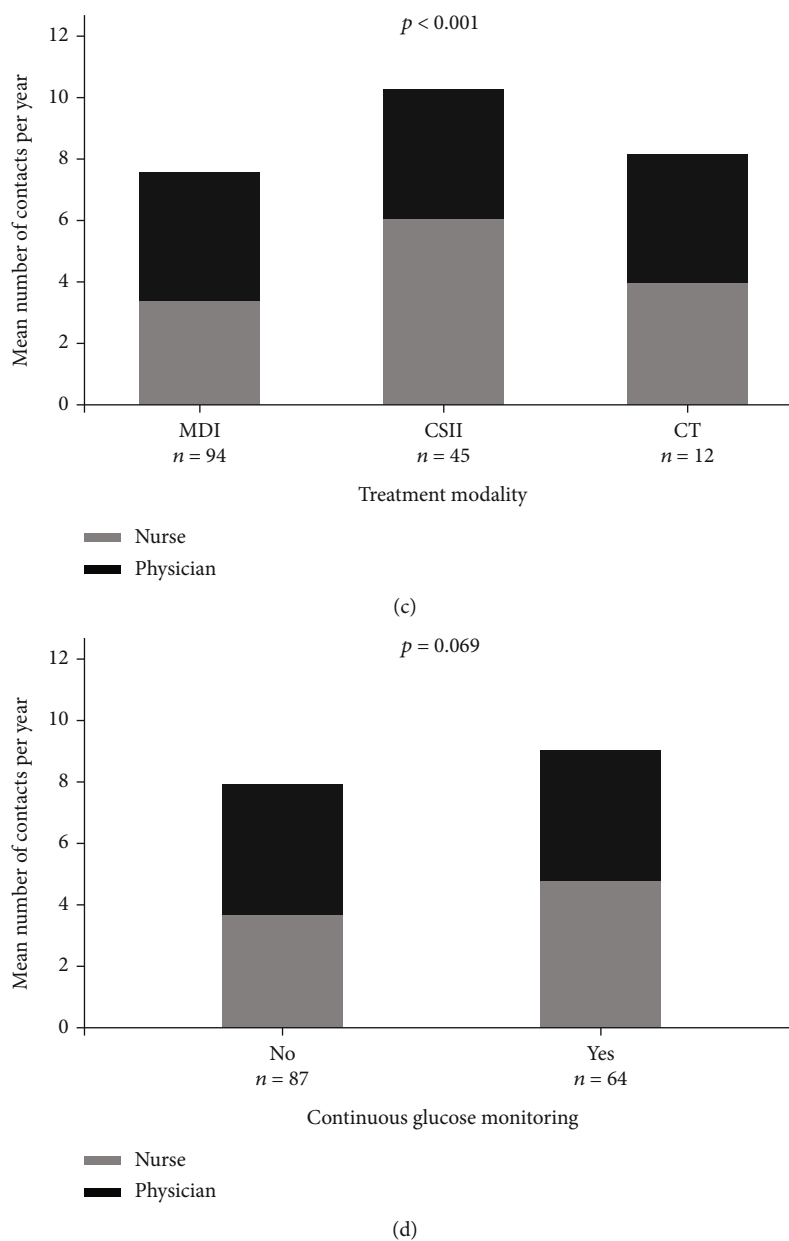 p < 0.001
Mean number of contacts per year
12
10
8
6
4
2
0
MDI CSII CT
n = 94 n = 45 n = 12
Treatment modality
Nurse
Physician
(c)
p = 0.069
Mean number of contacts per year
12
10
8
6
4
2
0
No Yes
n = 87 n = 64
Continuous glucose monitoring
Nurse
Physician
(d)